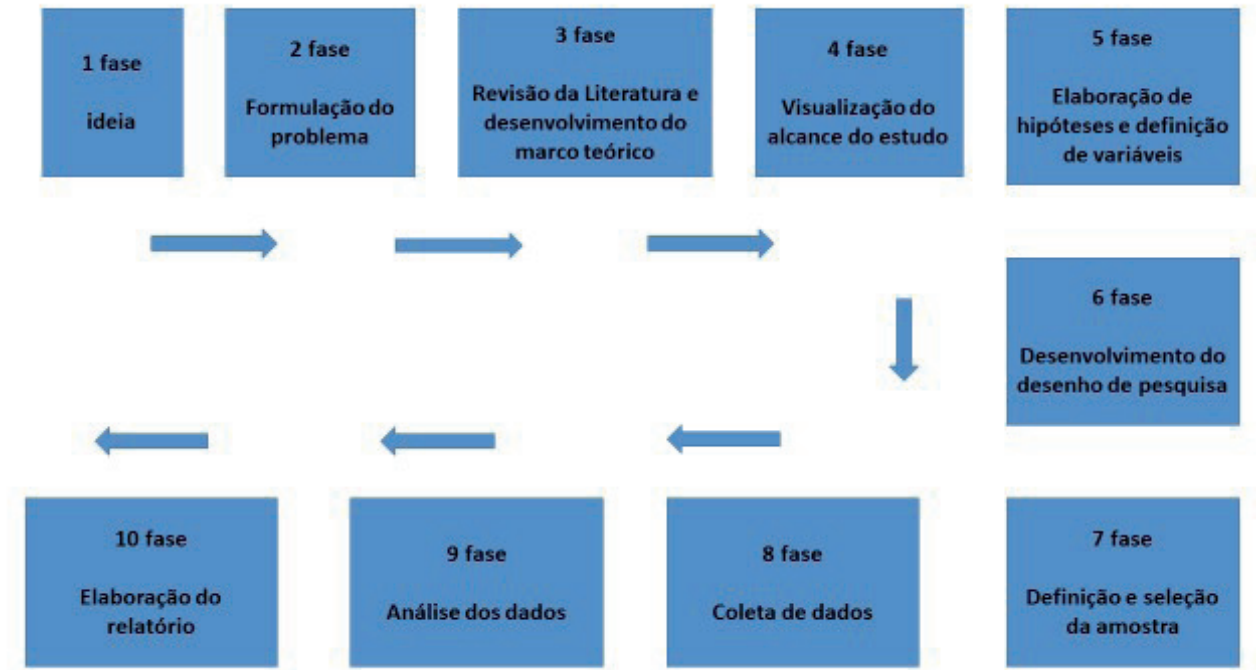 1 fase
ideia
2 fase
Formulação do
problema
3 fase
Revisão da Literatura e
desenvolvimento do
marco teórico
4 fase
Visualização do
alcance do estudo
5 fase
Elaboração de
hipóteses e definição
de variáveis
6 fase
Desenvolvimento do
desenho de pesquisa
7 fase
Definição e seleção
da amostra
8 fase
Coleta de dados
9 fase
Análise dos dados
10 fase
Elaboração do
relatório